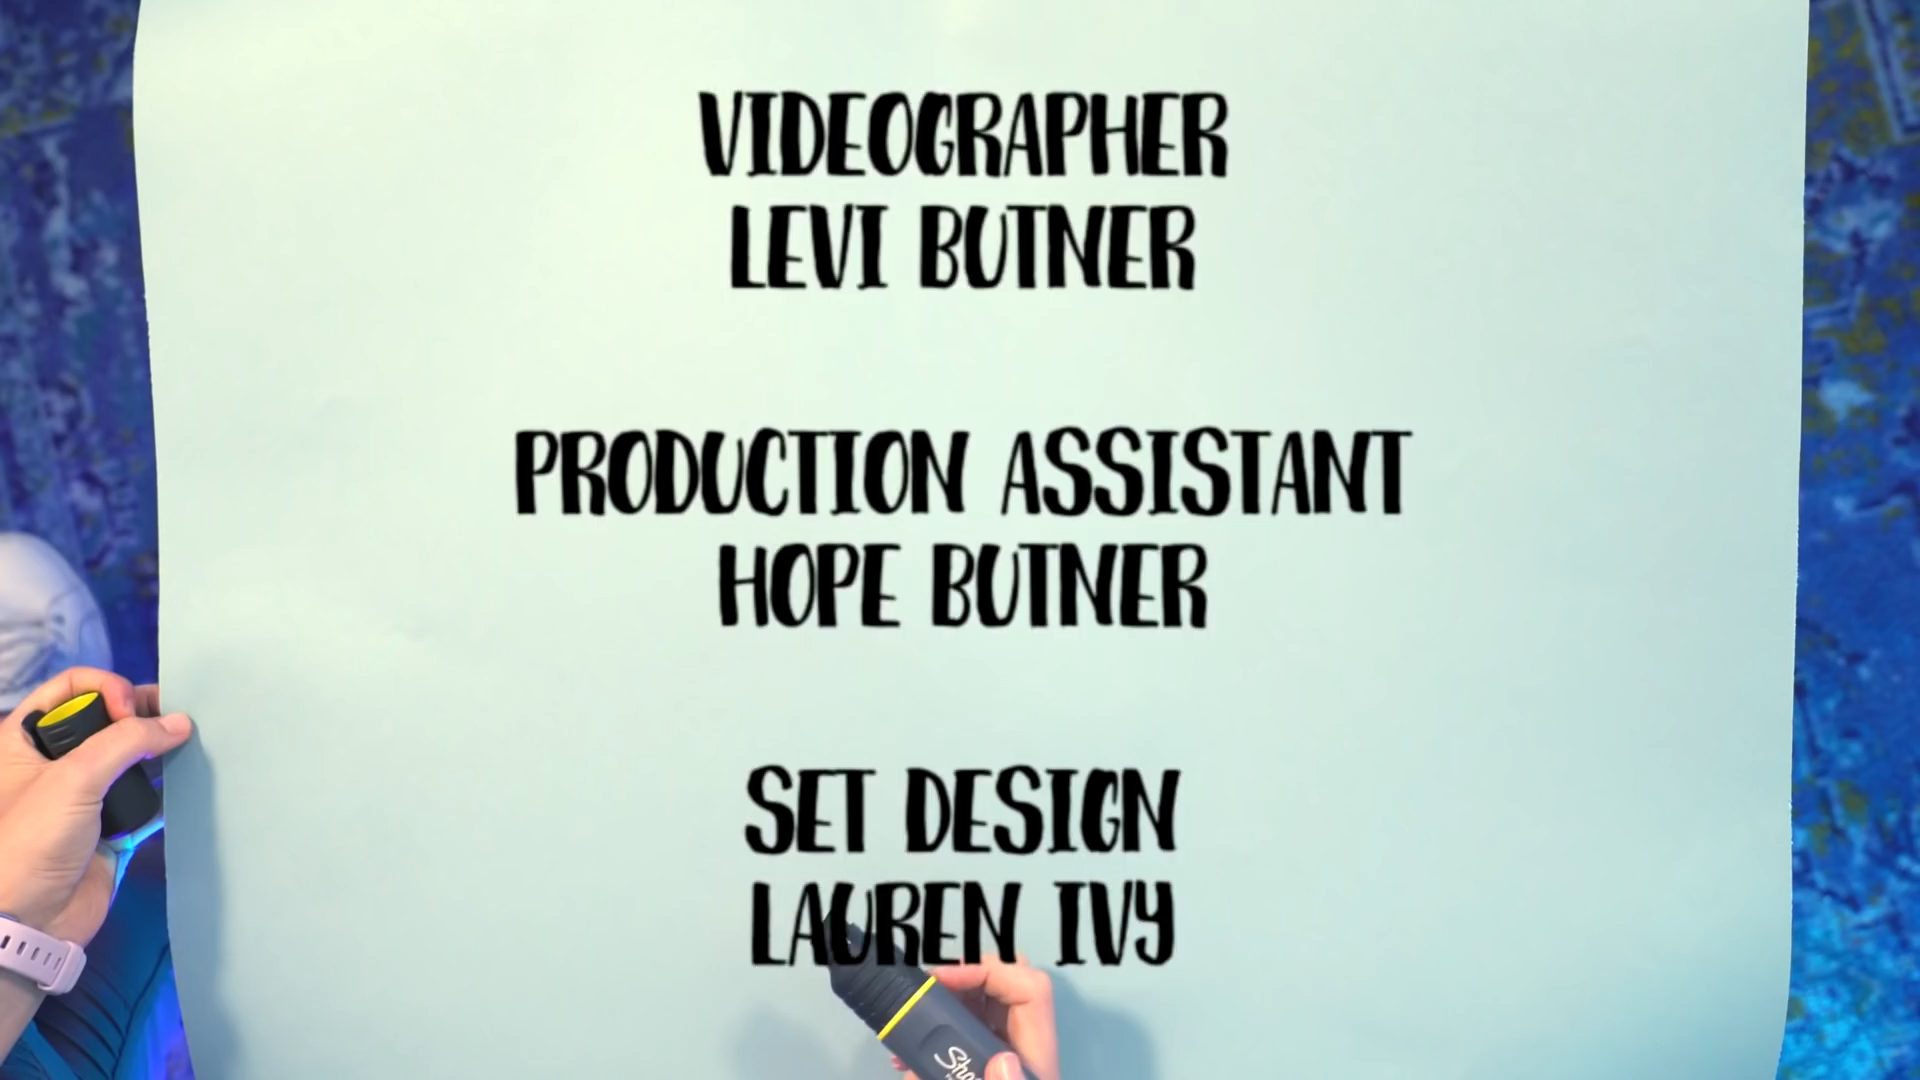 VIDEOGRAPHER
LEVI BUTNER
PRODUCTION ASSISTANT
HOPE BUTNER
SET DESIGN
LAUREN IVY